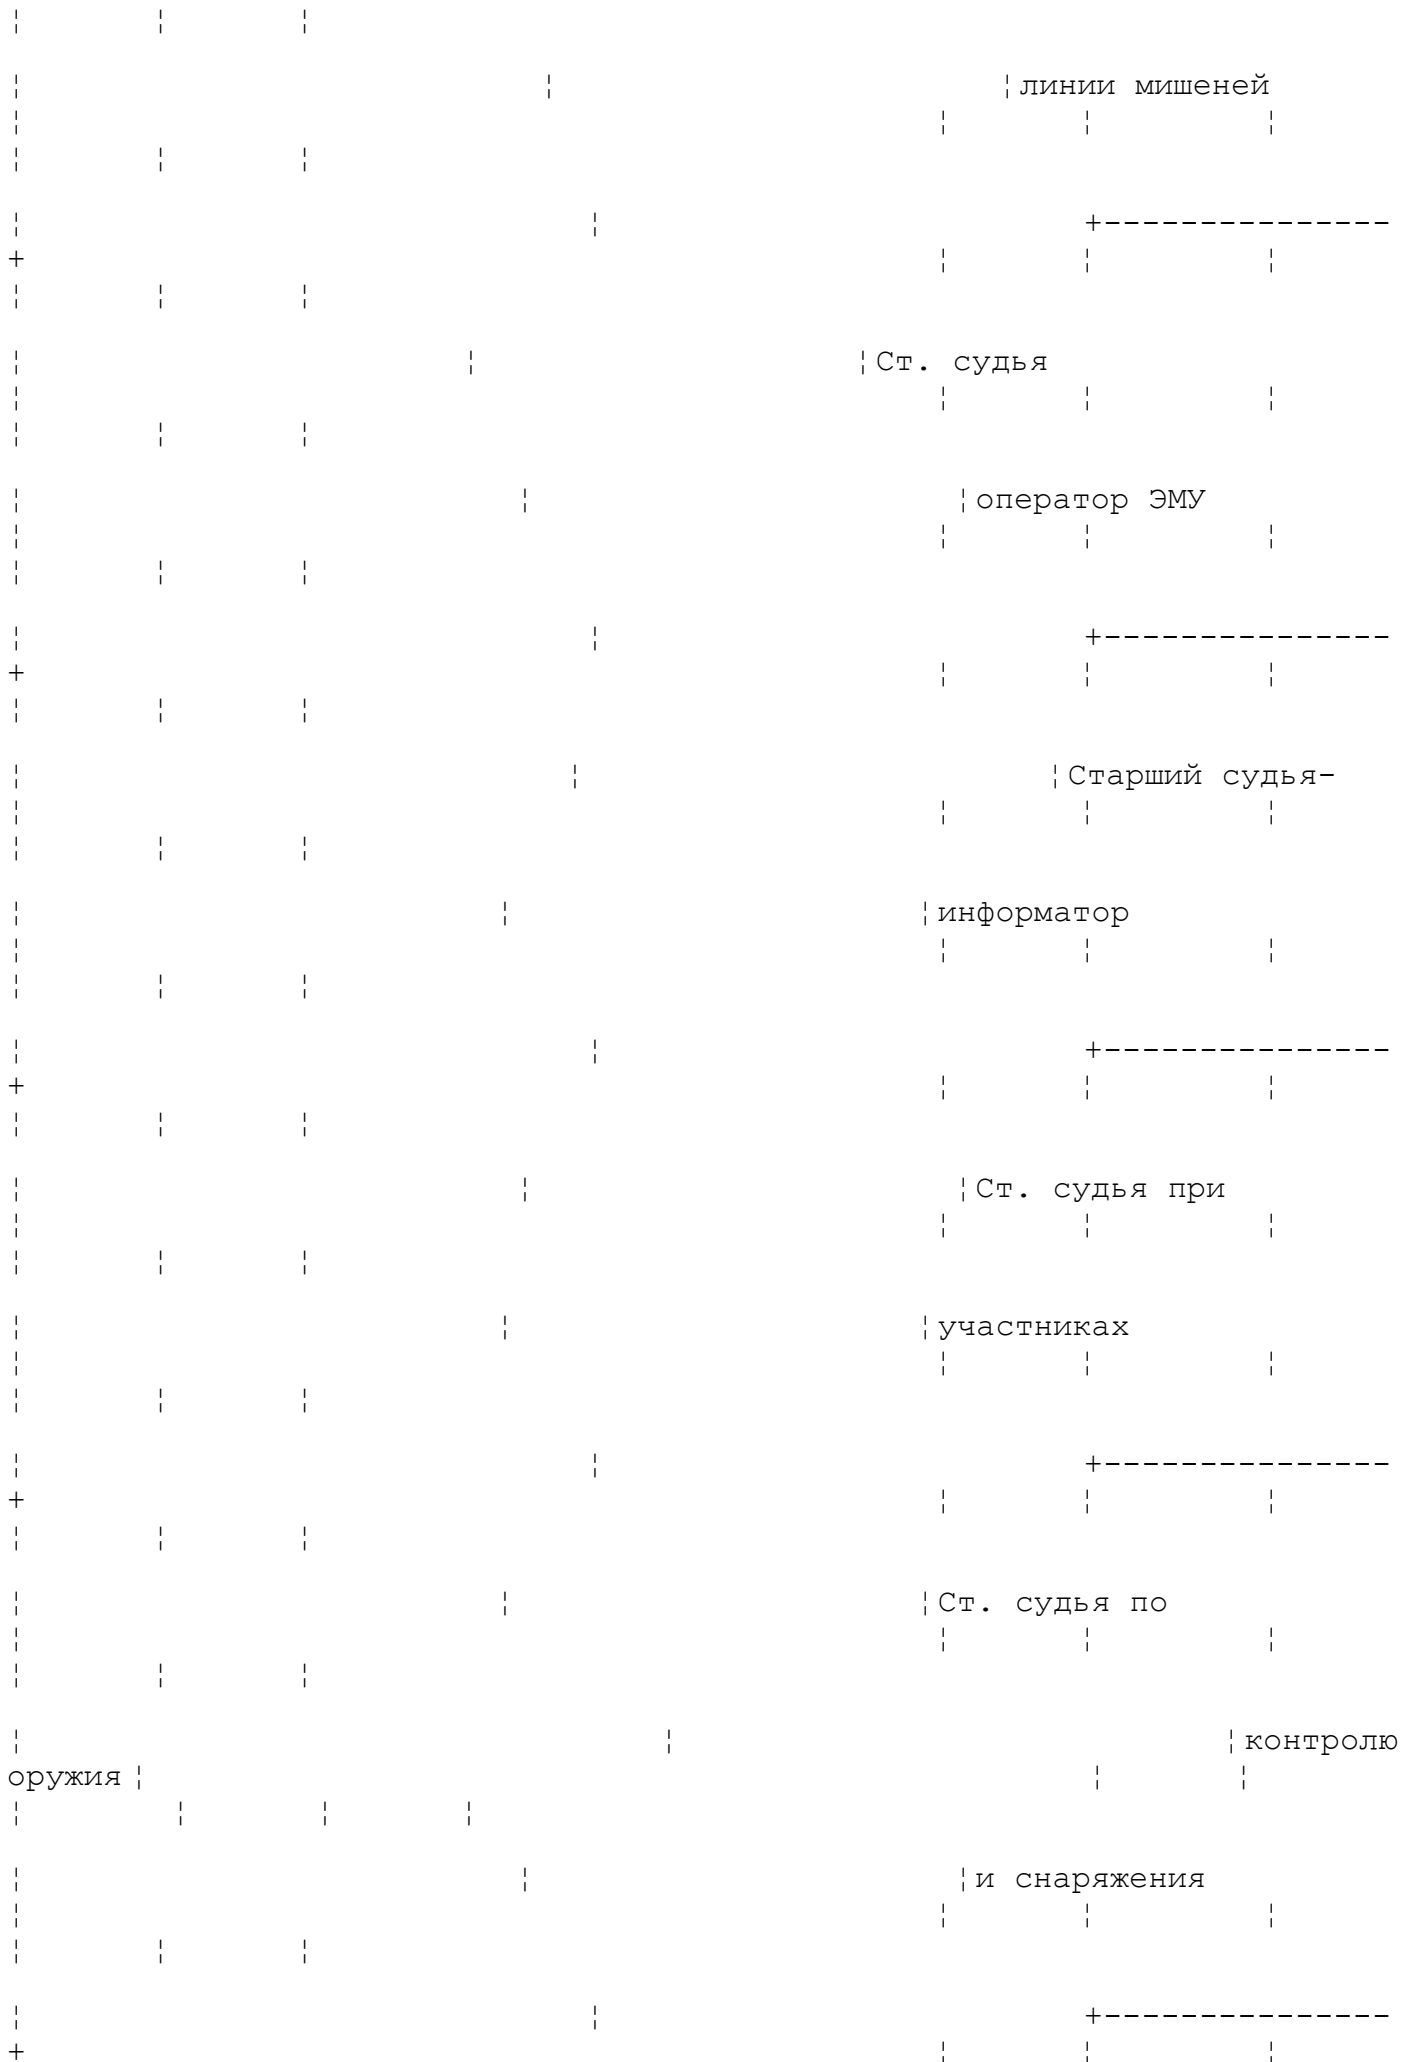 линии мишеней
+---------------
+
Ст. судья
оператор ЭМУ
+---------------
+
Старший судья-
информатор
+---------------
+
Ст. судья при
участниках
+---------------
+
Ст. судья по
контролю
оружия
и снаряжения
+---------------
+